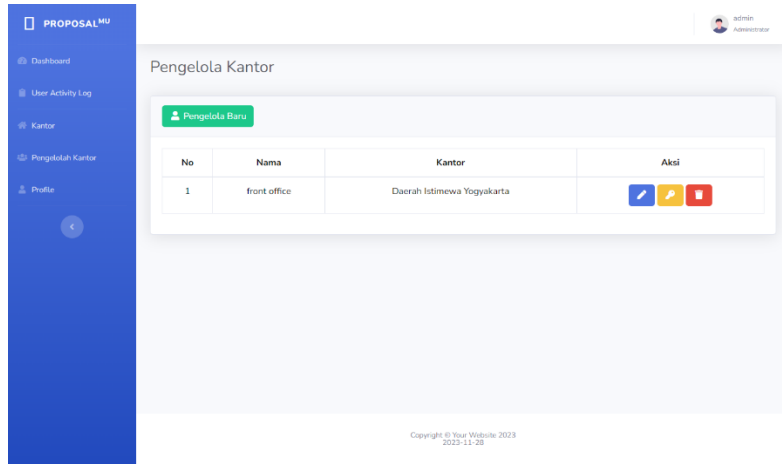 PROPOSALMU
admin
Administrator
Dashboard
User Activity Log
Kantor
Pengelolah Kantor
Profile
Pengelola Kantor
Pengelola Baru
No Nama Kantor Aksi
1 front office Daerah Istimewa Yogyakarta
Copyright © Your Website 2023
2023-11-28